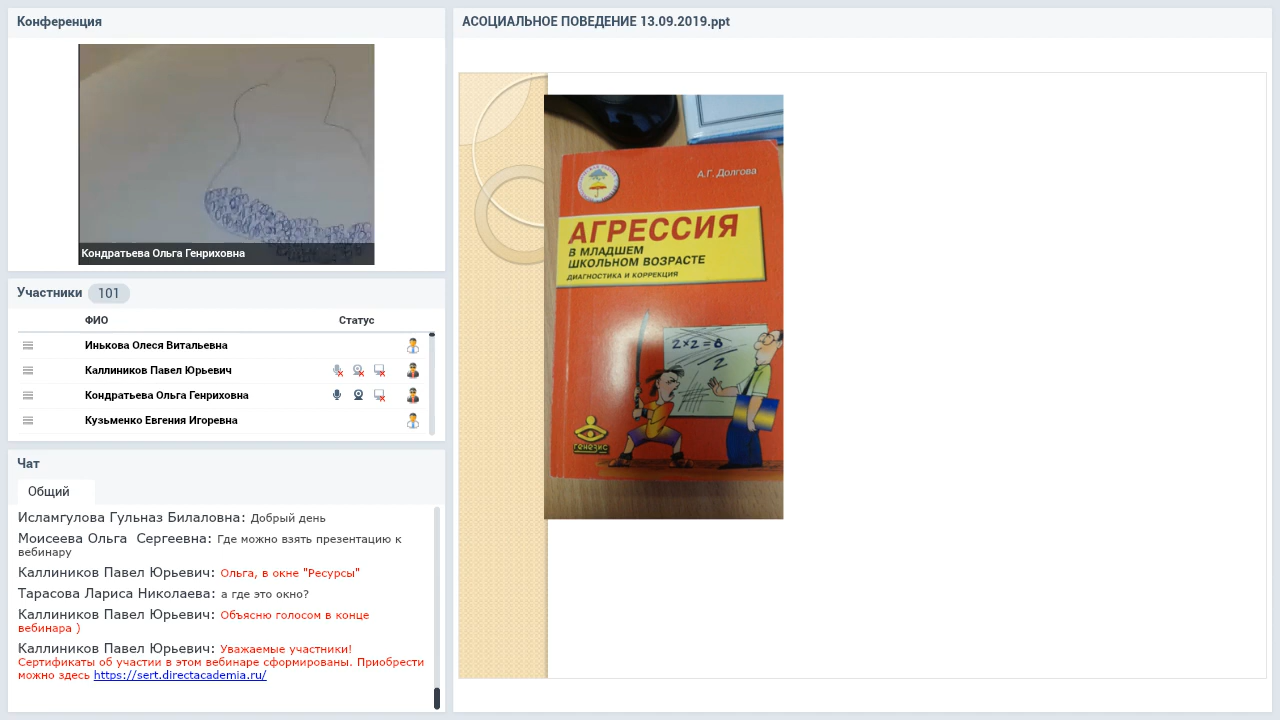 Конференция
Кондратьева Ольга Генриховна
Участники 101
ФИО Статус
Инькова Олеся Витальевна
Каллиников Павел Юрьевич
Кондратьева Ольга Генриховна
Кузьменко Евгения Игоревна
Чат
Общий
Исламгулова Гульназ Билаловна: Добрый день
Моисеева Ольга Сергеевна: Где можно взять презентацию к
вебинару
Каллиников Павел Юрьевич: Ольга, в окне "Ресурсы"
Тарасова Лариса Николаева: а где это окно?
Каллиников Павел Юрьевич: Объясню голосом в конце
вебинара )
Каллиников Павел Юрьевич: Уважаемые участники!
Сертификаты об участии в этом вебинаре сформированы. Приобрести
можно здесь https://sert.directacademia.ru/
АСОЦИАЛЬНОЕ ПОВЕДЕНИЕ 13.09.2019.ppt
А.Г. Долгова
АГРЕССИЯ
В МЛАДШЕМ
ШКОЛЬНОМ ВОЗРАСТЕ
ДИАГНОСТИКА И КОРРЕКЦИЯ
2×2=8
2
генезис